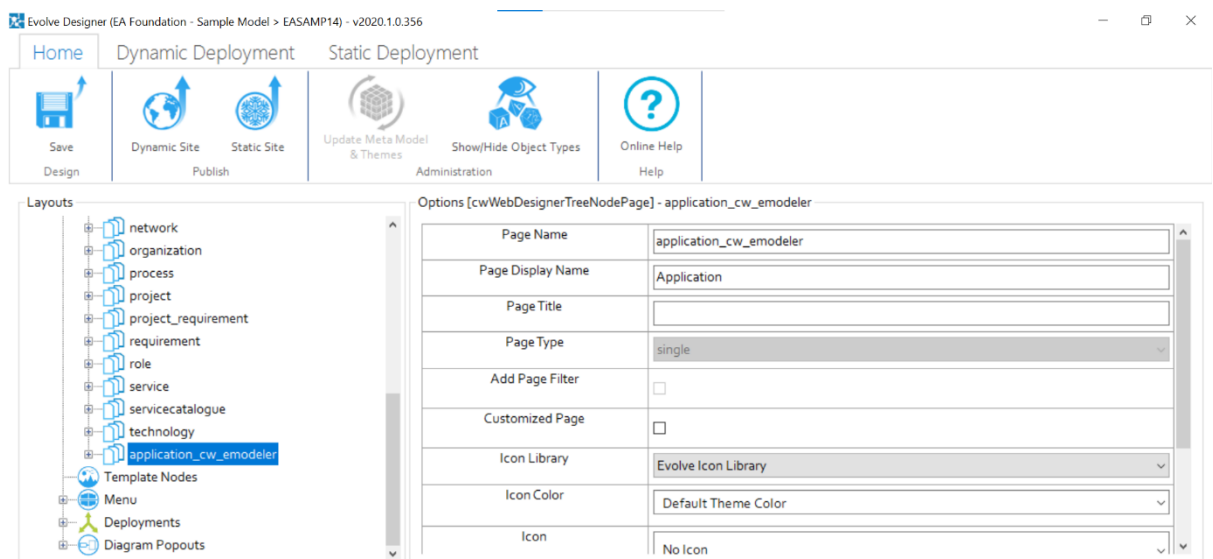 Evolve Designer (EA Foundation - Sample Model > EASAMP14) - v2020.1.0.356
Home Dynamic Deployment Static Deployment
Save
Dynamic Site
Static Site
Update Meta Model
& Themes
Show/Hide Object Types
Online Help
Design
Publish
Administration
Help
Layouts
network
organization
process
project
project_requirement
requirement
role
service
servicecatalogue
technology
application_cw_emodeler
Template Nodes
Menu
Deployments
Diagram Popouts
Options [cwWebDesignerTreeNodePage] - application_cw_emodeler
Page Name application_cw_emodeler
Page Display Name Application
Page Title
Page Type single
Add Page Filter
Customized Page
Icon Library Evolve Icon Library
Icon Color Default Theme Color
Icon No Icon